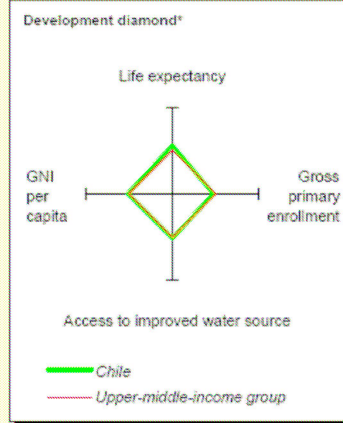 Development diamond*
Life expectancy
GNI
per
capita
Gross
primary
enrollment
Access to improved water source
Chile
Upper-middle-income group